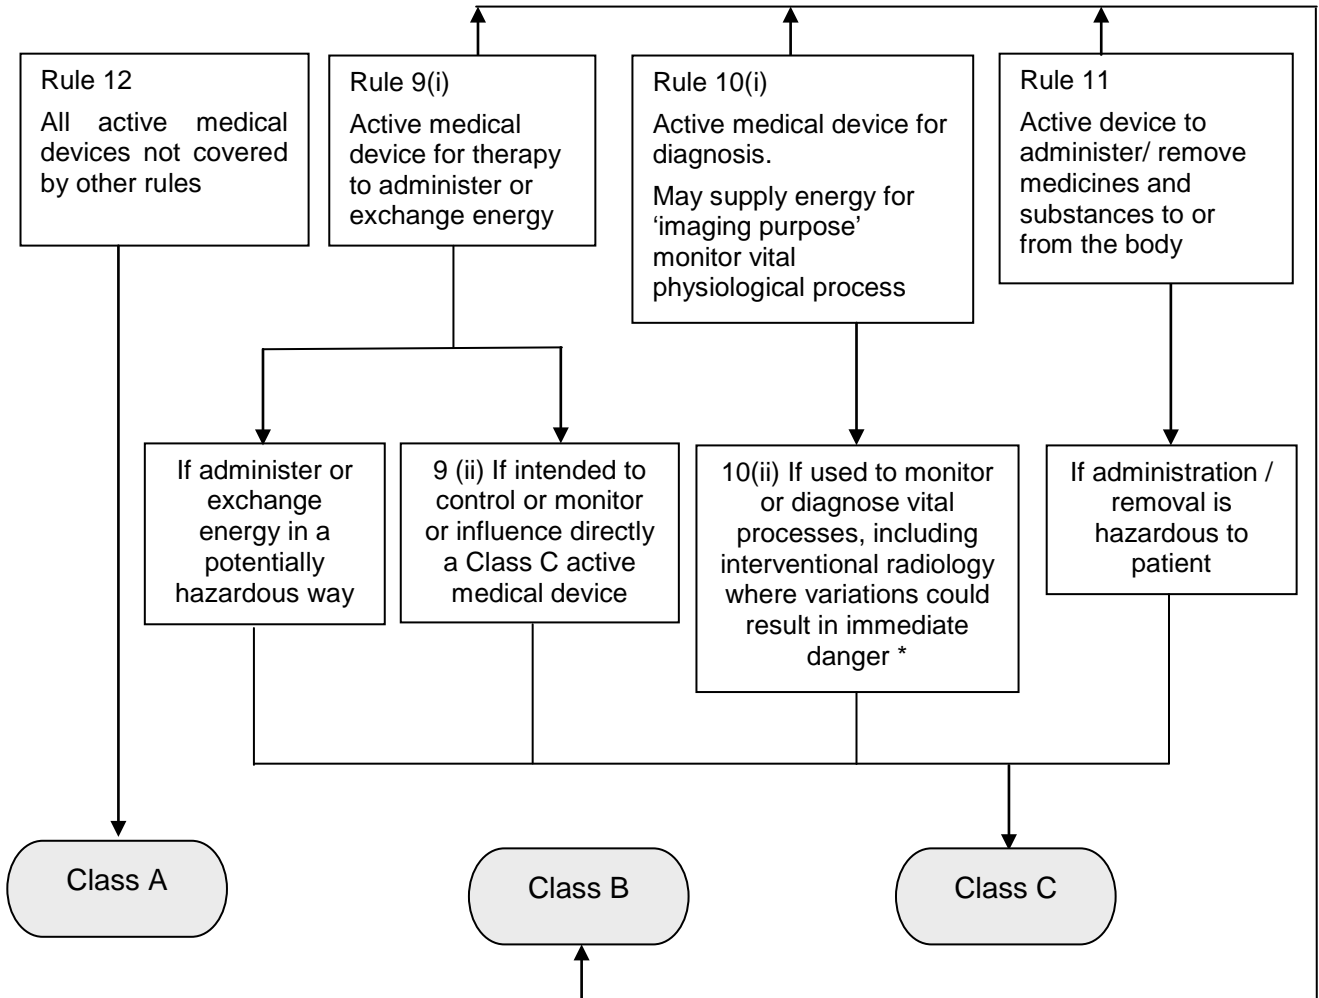 Rule 12
All active medical
devices not covered
by other rules
Rule 9(i)
Active medical
device for therapy
to administer or
exchange energy
Rule 10(i)
Active medical device for
diagnosis.
May supply energy for
‘imaging purpose’
monitor vital
physiological process
Rule 11
Active device to
administer/ remove
medicines and
substances to or
from the body
If administer or
exchange
energy in a
potentially
hazardous way
9 (ii) If intended to
control or monitor
or influence directly
a Class C active
medical device
10(ii) If used to monitor
or diagnose vital
processes, including
interventional radiology
where variations could
result in immediate
danger *
If administration /
removal is
hazardous to
patient
Class A
Class B
Class C